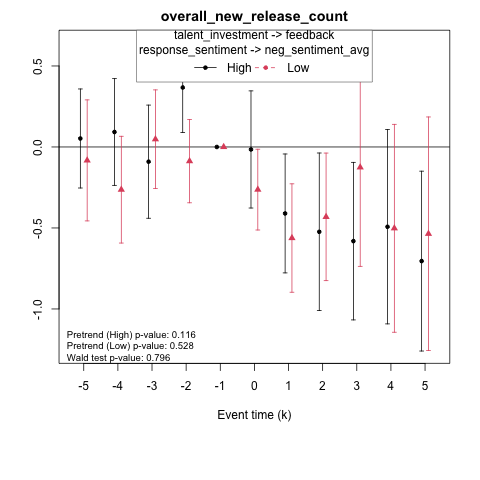 overall_new_release_count
talent_investment -> feedback
response_sentiment -> neg_sentiment_avg
High Low
0.5
0.0
-0.5
-1.0
Pretrend (High) p-value: 0.116
Pretrend (Low) p-value: 0.528
Wald test p-value: 0.796
-5 -4 -3 -2 -1 0 1 2 3 4 5
Event time (k)